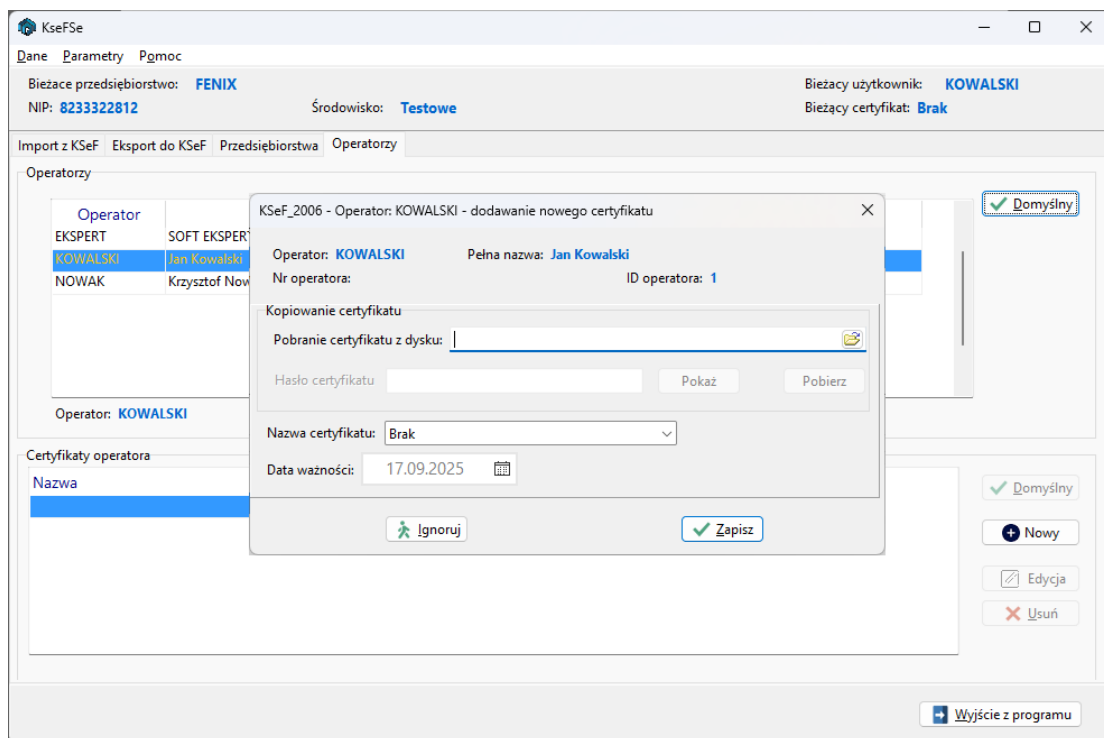 KseFSe
Dane Parametry Pomoc
Bieżace przedsiębiorstwo: FENIX Bieżacy użytkownik: KOWALSKI
NIP: 8233322812 Środowisko: Testowe Bieżący certyfikat: Brak
Import z KSeF Eksport do KSeF Przedsiębiorstwa Operatorzy
Operatorzy
Operator
Domyślny
EKSPERT SOFT EKSPER
KOWALSKI Jan Kowalski
NOWAK Krzysztof Now
Operator: KOWALSKI
KSeF_2006 - Operator: KOWALSKI - dodawanie nowego certyfikatu
Operator: KOWALSKI Pełna nazwa: Jan Kowalski
Nr operatora: ID operatora: 1
Kopiowanie certyfikatu
Pobranie certyfikatu z dysku:
Hasło certyfikatu Pokaż Pobierz
Nazwa certyfikatu: Brak
Data ważności: 17.09.2025
Ignoruj Zapisz
Certyfikaty operatora
Nazwa
Domyślny
Nowy
Edycja
Usuń
Wyjście z programu